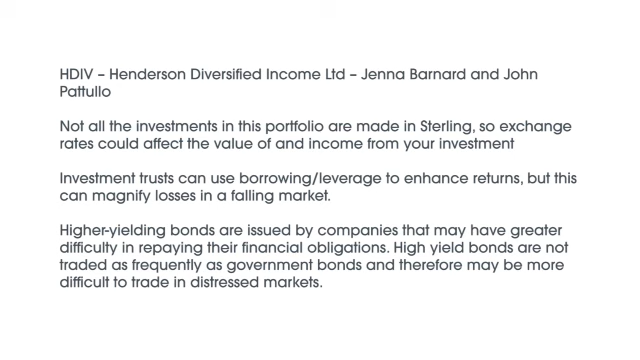 HDIV – Henderson Diversified Income Ltd – Jenna Barnard and John
Pattullo
Not all the investments in this portfolio are made in Sterling, so exchange
rates could affect the value of and income from your investment
Investment trusts can use borrowing/leverage to enhance returns, but this
can magnify losses in a falling market.
Higher-yielding bonds are issued by companies that may have greater
difficulty in repaying their financial obligations. High yield bonds are not
traded as frequently as government bonds and therefore may be more
difficult to trade in distressed markets.